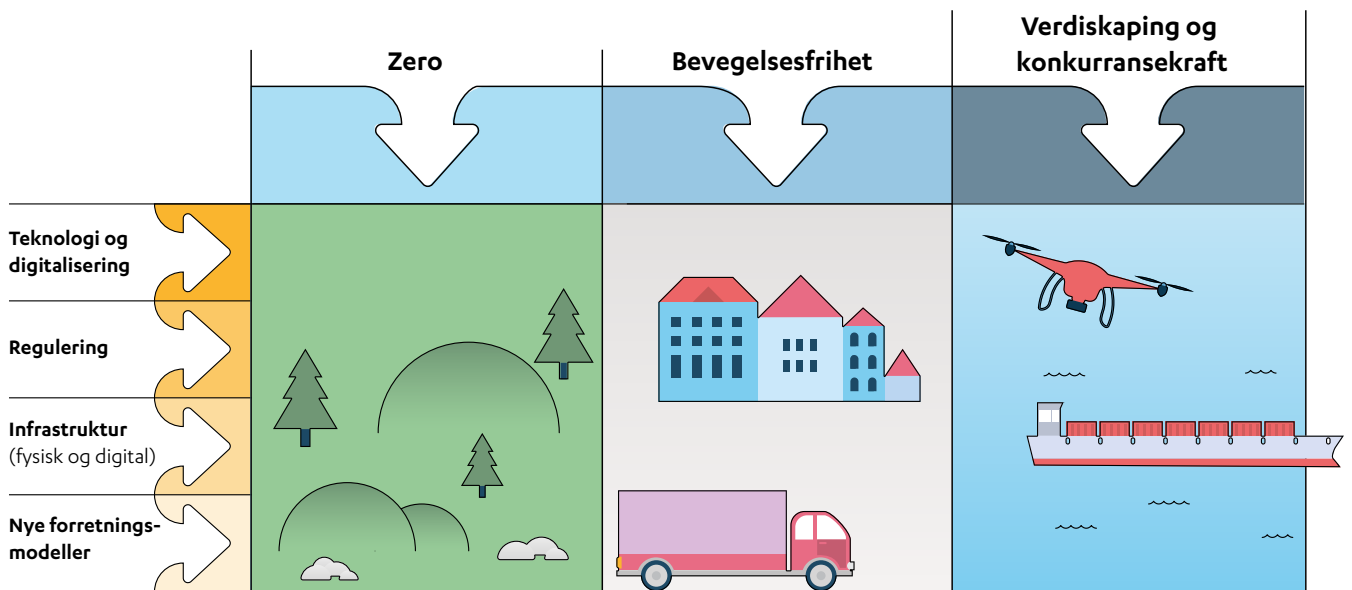 Zero
Bevegelsesfrihet
Verdiskaping og
konkurransekraft
Teknologi og
digitalisering
Regulering
Infrastruktur
(fysisk og digital)
Nye forretnings-
modeller